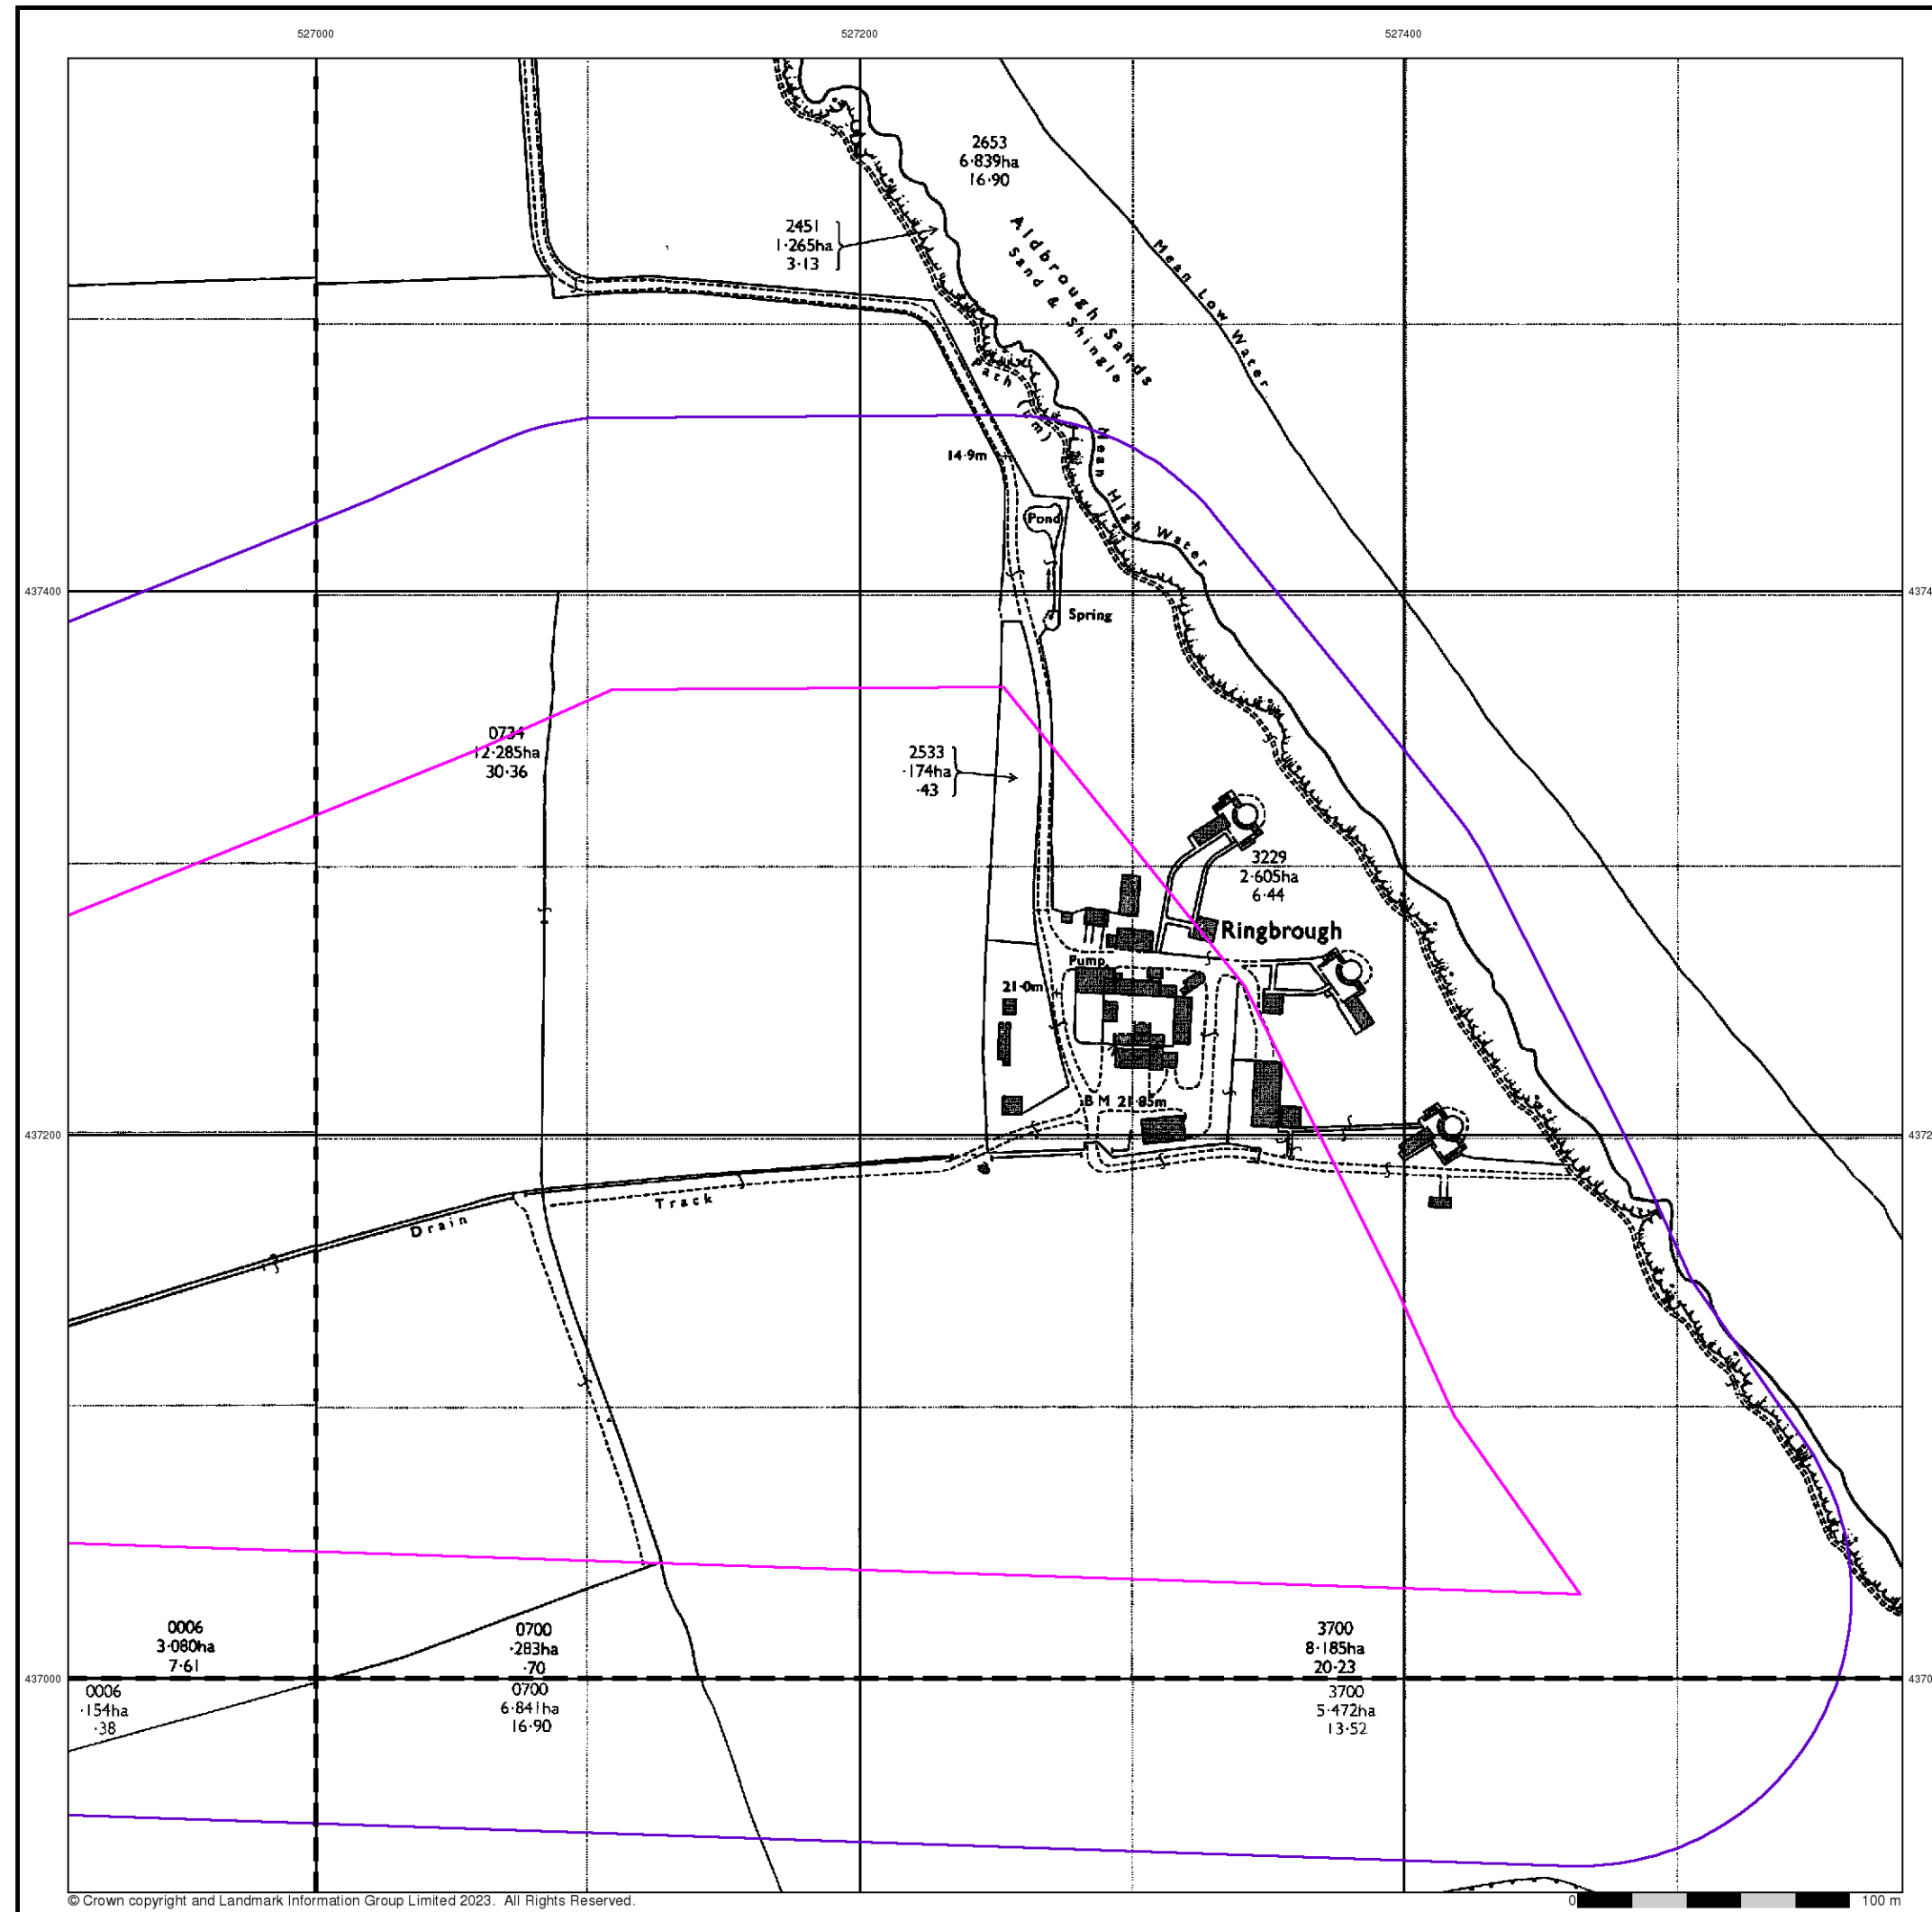 527000
527200
527400
2653
6·839ha
16·90
2451
1·265ha
3·13
Aldbrough Sands
Sand & Shingle
Mean Low Water
Path (um)
Mean High Water
14·9m
Pond
437400
4374
Spring
0734
12·285ha
30·36
2533
·174ha
·43
3229
2·605ha
6·44
Ringbrough
Pump
21·0m
B M 21·85m
437200
4372
Track
Drain
0006
3·080ha
7·61
0700
·283ha
·70
3700
8·185ha
20·23
437000
4370
0006
·154ha
·38
0700
6·841ha
16·90
3700
5·472ha
13·52
© Crown copyright and Landmark Information Group Limited 2023. All Rights Reserved.
0
100 m